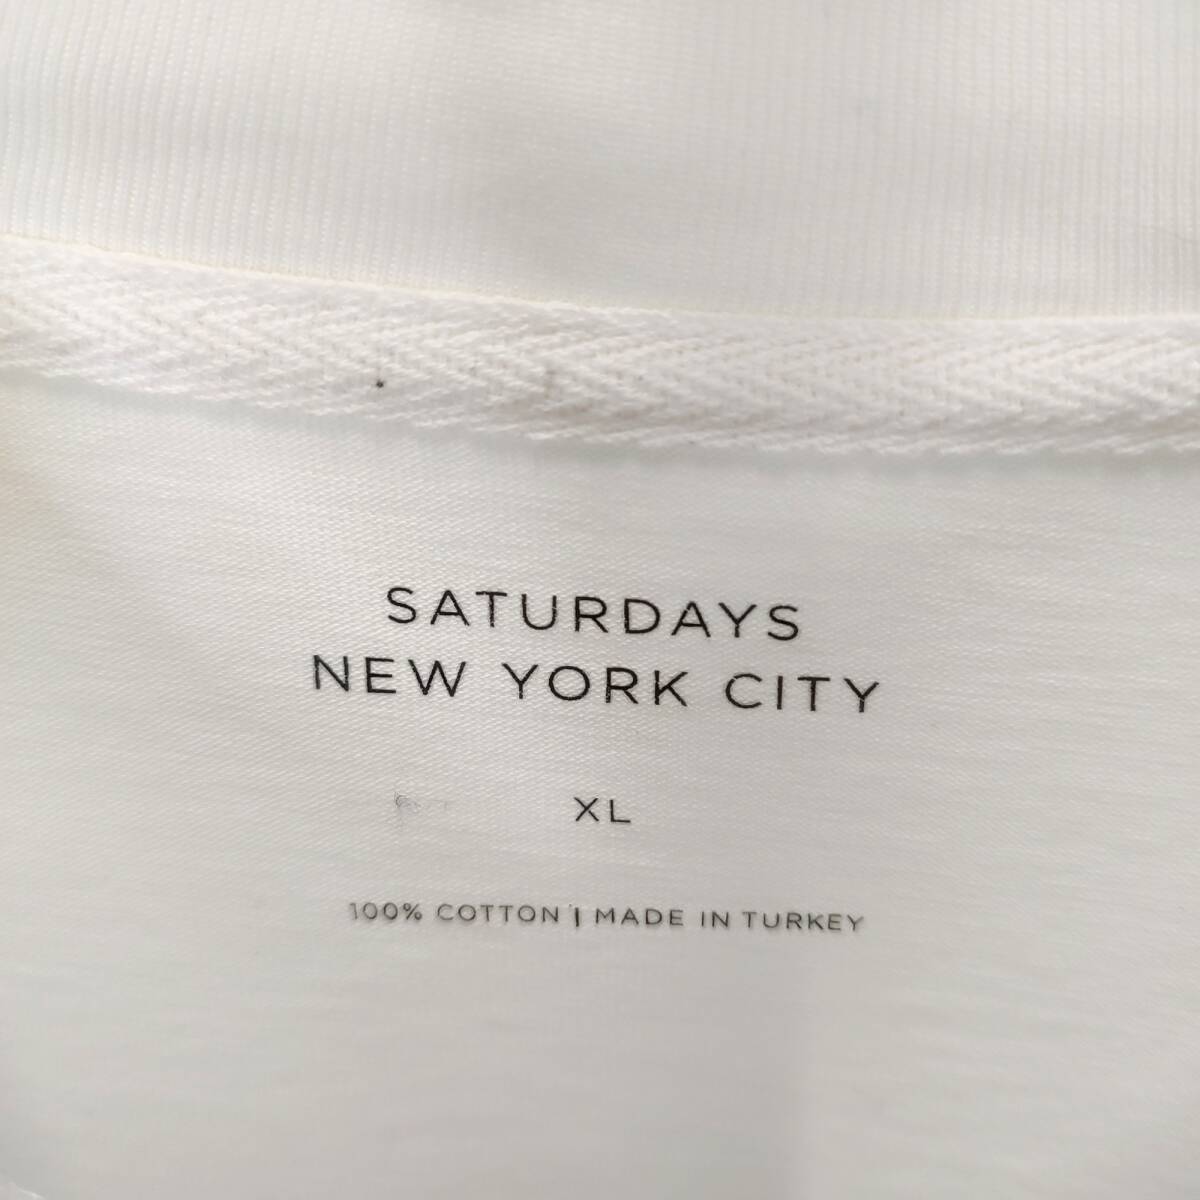 SATURDAYS
NEW YORK CITY
XL
100% COTTON | MADE IN TURKEY